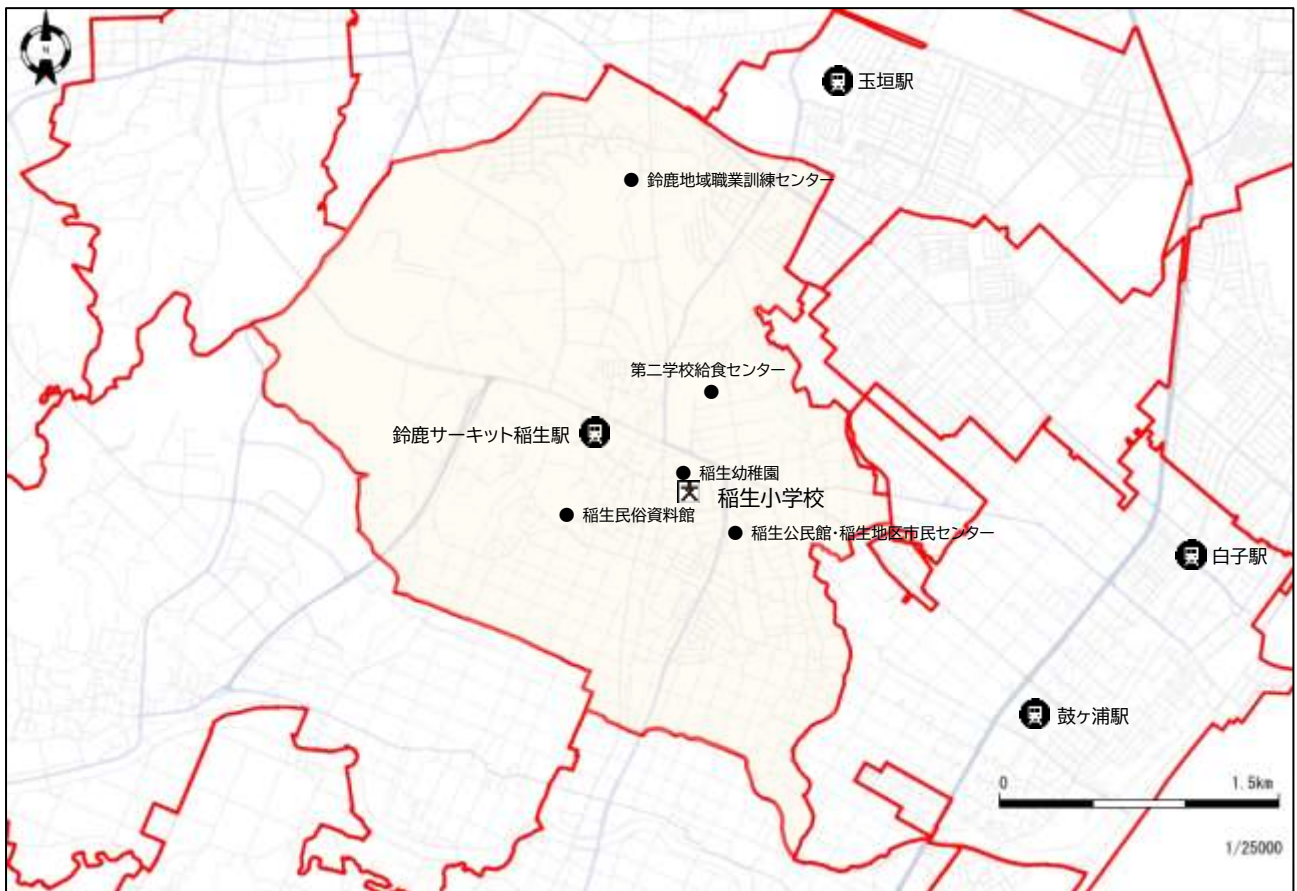 N
玉垣駅
鈴鹿地域職業訓練センター
第二学校給食センター
鈴鹿サーキット稲生駅
稲生幼稚園
稲生小学校
稲生民俗資料館
稲生公民館・稲生地区市民センター
白子駅
鼓ヶ浦駅
0 1.5km
1/25000